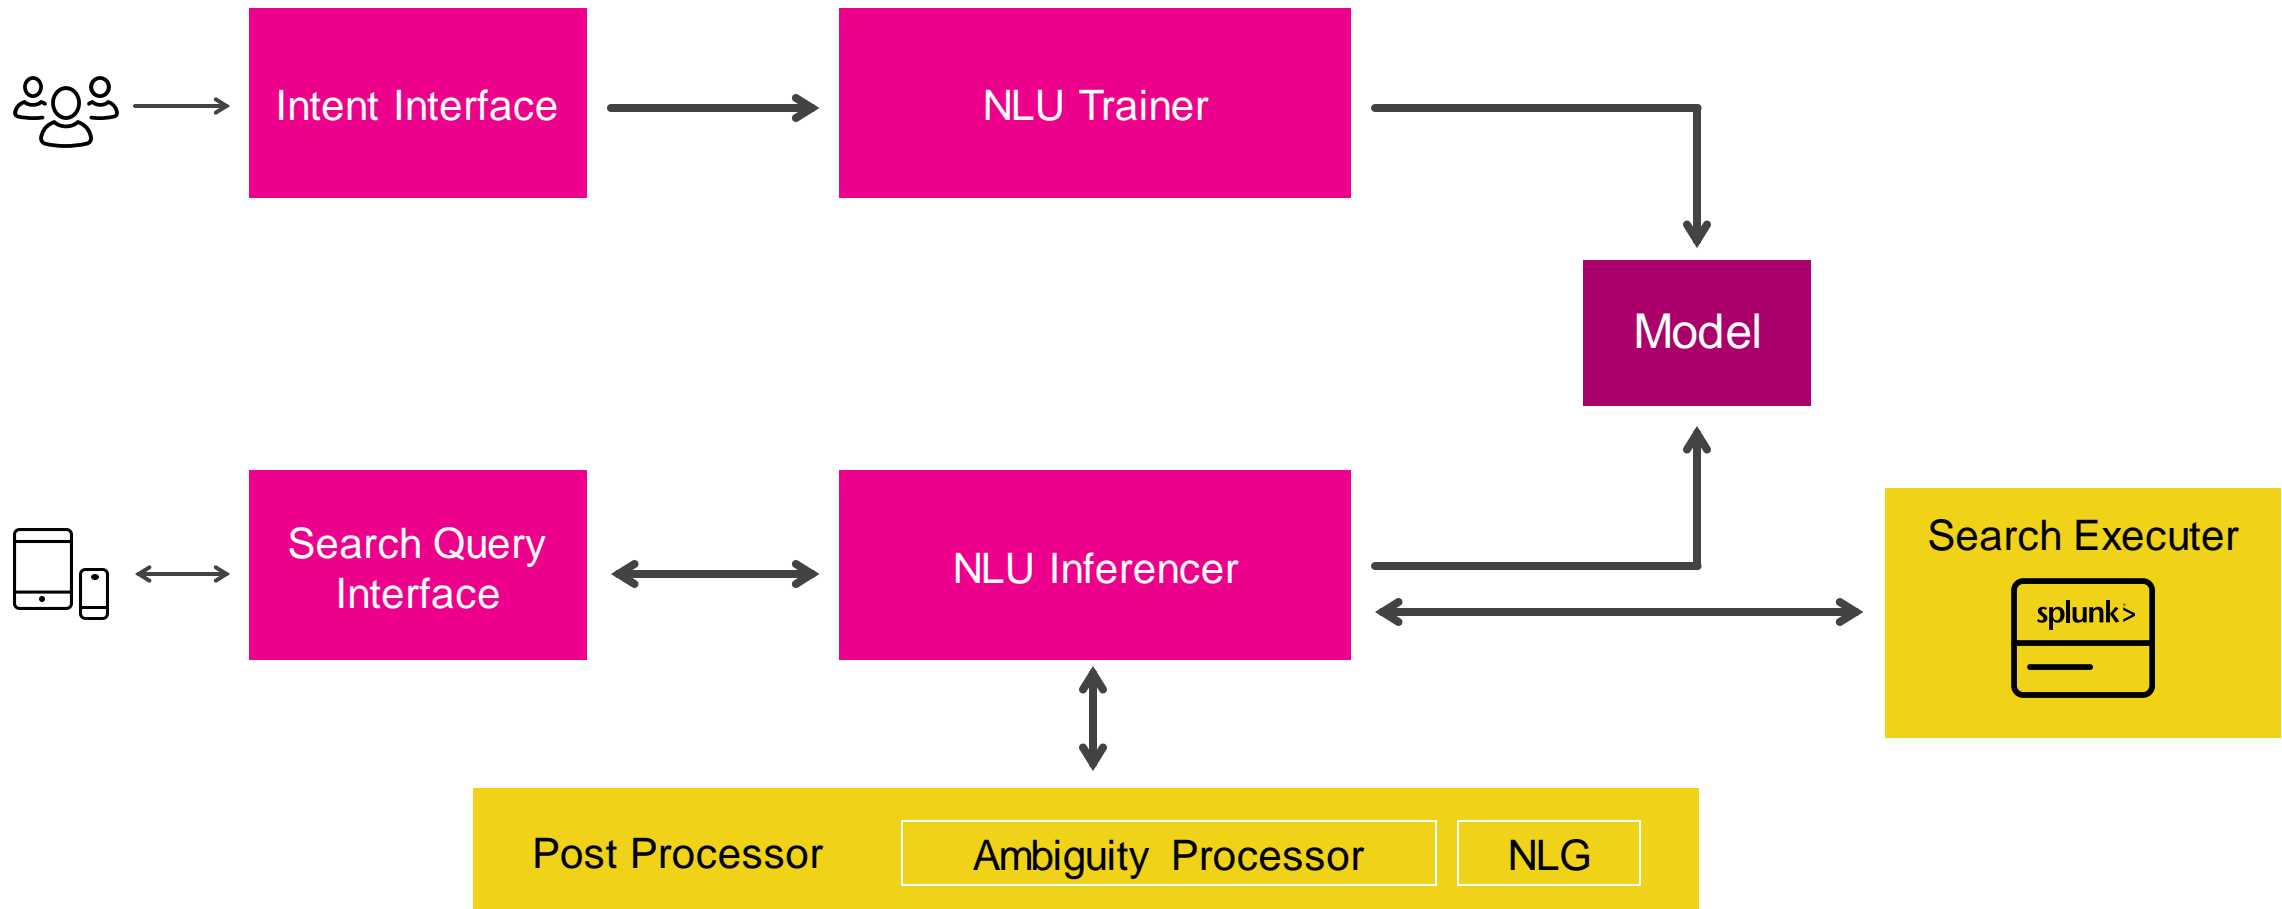 Intent Interface
NLU Trainer
Model
Search Query
Interface
NLU Inferencer
Search Executer
splunk>
Post Processor
Ambiguity Processor
NLG